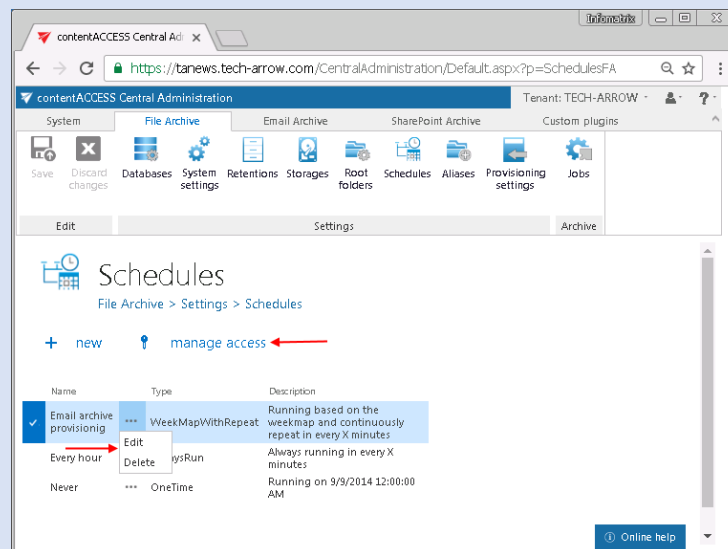 Infomatrix
contentACCESS Central Ad
https://tanews.tech-arrow.com/CentralAdministration/Default.aspx?p=SchedulesFA
contentACCESS Central Administration
Tenant: TECH-ARROW
?
System File Archive Email Archive SharePoint Archive Custom plugins
Save Discard changes Databases System settings Retentions Storages Root folders Schedules Aliases Provisioning settings Jobs
Edit Settings Archive
Schedules
File Archive > Settings > Schedules
+ new manage access
Name Type Description
Email archive provisionig ... WeekMapWithRepeat Running based on the
weekmap and continuously
repeat in every X minutes
Edit
Delete
Every hour ysRun Always running in every X
minutes
Never ... OneTime Running on 9/9/2014 12:00:00
AM
Online help